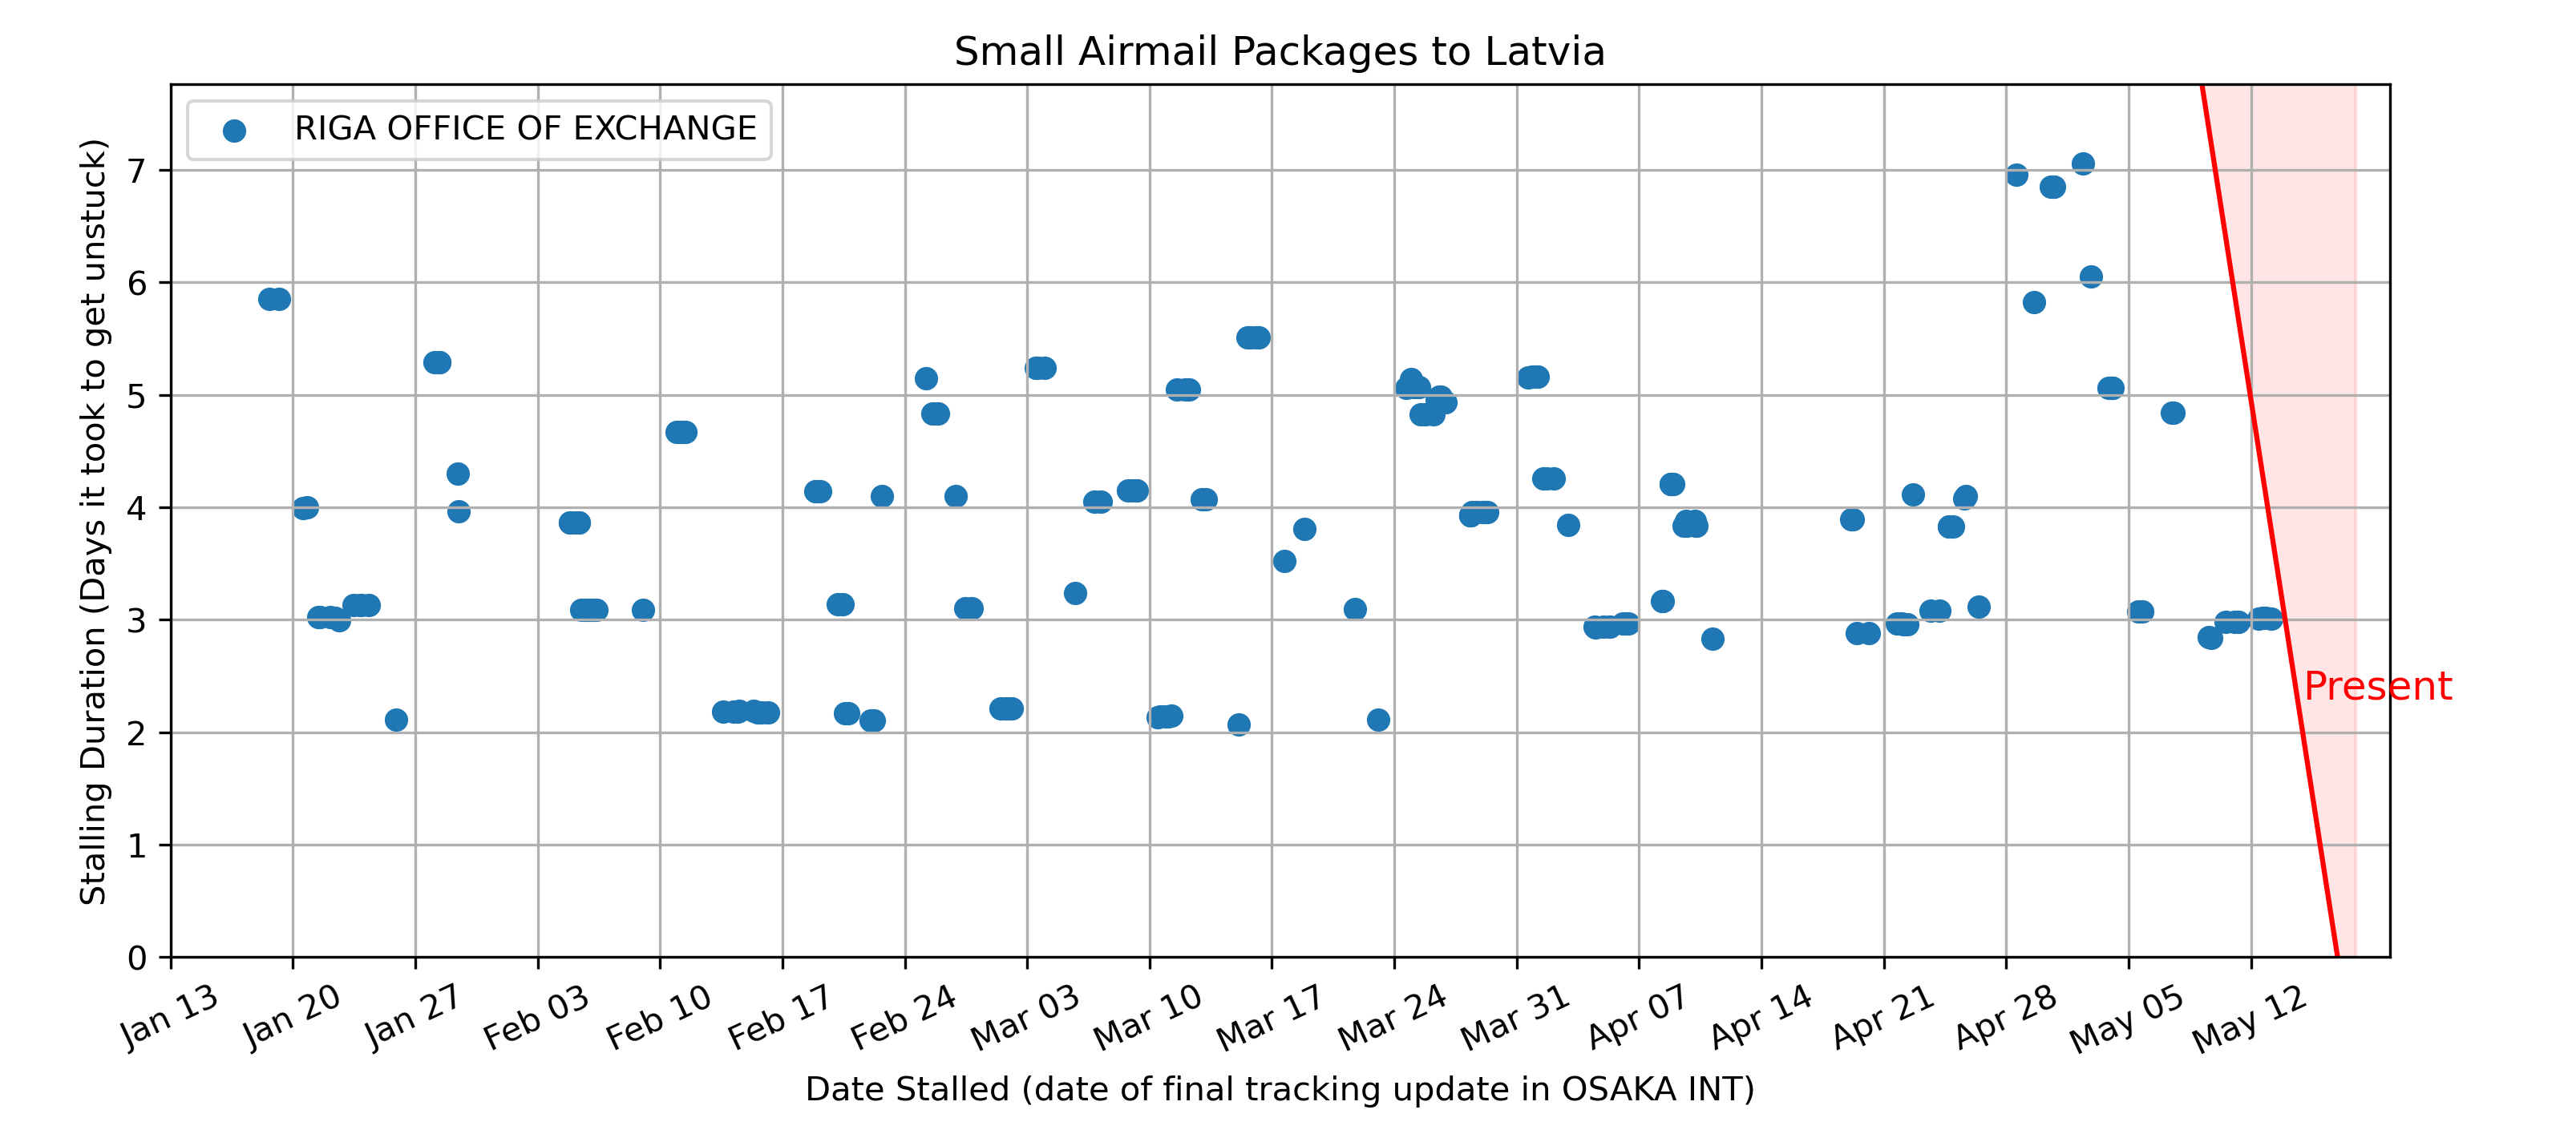 Small Airmail Packages to Latvia
RIGA OFFICE OF EXCHANGE
Stalling Duration (Days it took to get unstuck)
7
6
5
4
3
2
1
0
Present
Jan 13
Jan 20
Jan 27
Feb 03
Feb 10
Feb 17
Feb 24
Mar 03
Mar 10
Mar 17
Mar 24
Mar 31
Apr 07
Apr 14
Apr 21
Apr 28
May 05
May 12
Date Stalled (date of final tracking update in OSAKA INT)